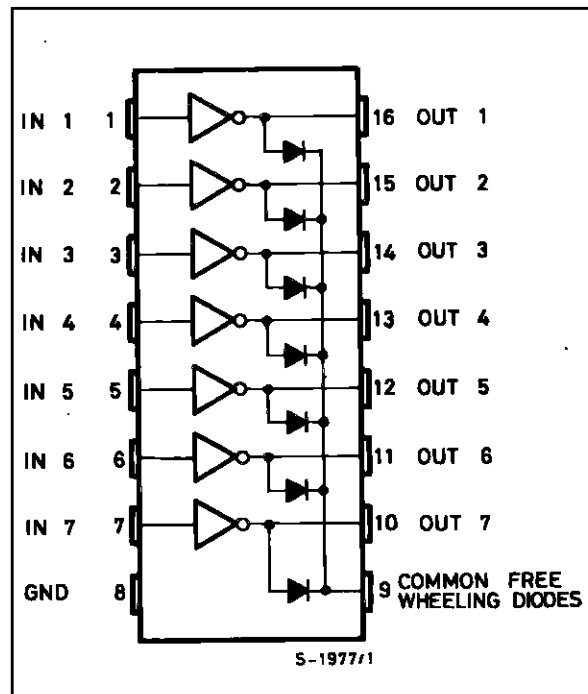 IN 1 1 16 OUT 1
IN 2 2 15 OUT 2
IN 3 3 14 OUT 3
IN 4 4 13 OUT 4
IN 5 5 12 OUT 5
IN 6 6 11 OUT 6
IN 7 7 10 OUT 7
GND 8 9 COMMON FREE
WHEELING DIODES
S-1977/1